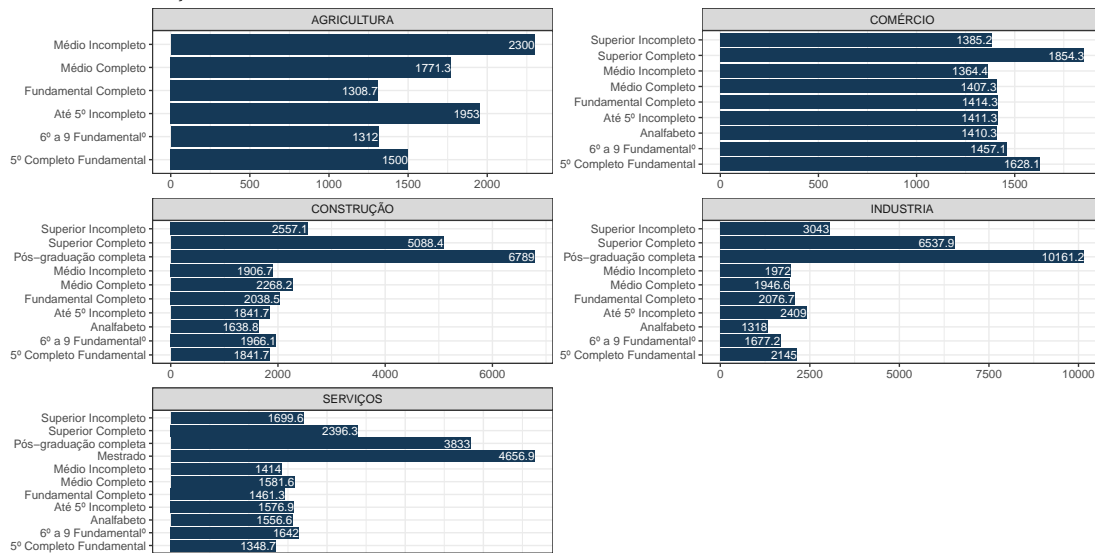 AGRICULTURA
Médio Incompleto 2300
Médio Completo 1771.3
Fundamental Completo 1308.7
Até 5º Incompleto 1953
6º a 9 Fundamentalº 1312
5º Completo Fundamental 1500
0 500 1000 1500 2000
COMÉRCIO
Superior Incompleto 1385.2
Superior Completo 1854.3
Médio Incompleto 1364.4
Médio Completo 1407.3
Fundamental Completo 1414.3
Até 5º Incompleto 1411.3
Analfabeto 1410.3
6º a 9 Fundamentalº 1457.1
5º Completo Fundamental 1628.1
0 500 1000 1500
CONSTRUÇÃO
Superior Incompleto 2557.1
Superior Completo 5088.4
Pós−graduação completa 6789
Médio Incompleto 1906.7
Médio Completo 2268.2
Fundamental Completo 2038.5
Até 5º Incompleto 1841.7
Analfabeto 1638.8
6º a 9 Fundamentalº 1966.1
5º Completo Fundamental 1841.7
0 2000 4000 6000
INDUSTRIA
Superior Incompleto 3043
Superior Completo 6537.9
Pós−graduação completa 10161.2
Médio Incompleto 1972
Médio Completo 1946.6
Fundamental Completo 2076.7
Até 5º Incompleto 2409
Analfabeto 1318
6º a 9 Fundamentalº 1677.2
5º Completo Fundamental 2145
0 2500 5000 7500 10000
SERVIÇOS
Superior Incompleto 1699.6
Superior Completo 2396.3
Pós−graduação completa 3833
Mestrado 4656.9
Médio Incompleto 1414
Médio Completo 1581.6
Fundamental Completo 1461.3
Até 5º Incompleto 1576.9
Analfabeto 1556.6
6º a 9 Fundamentalº 1642
5º Completo Fundamental 1348.7